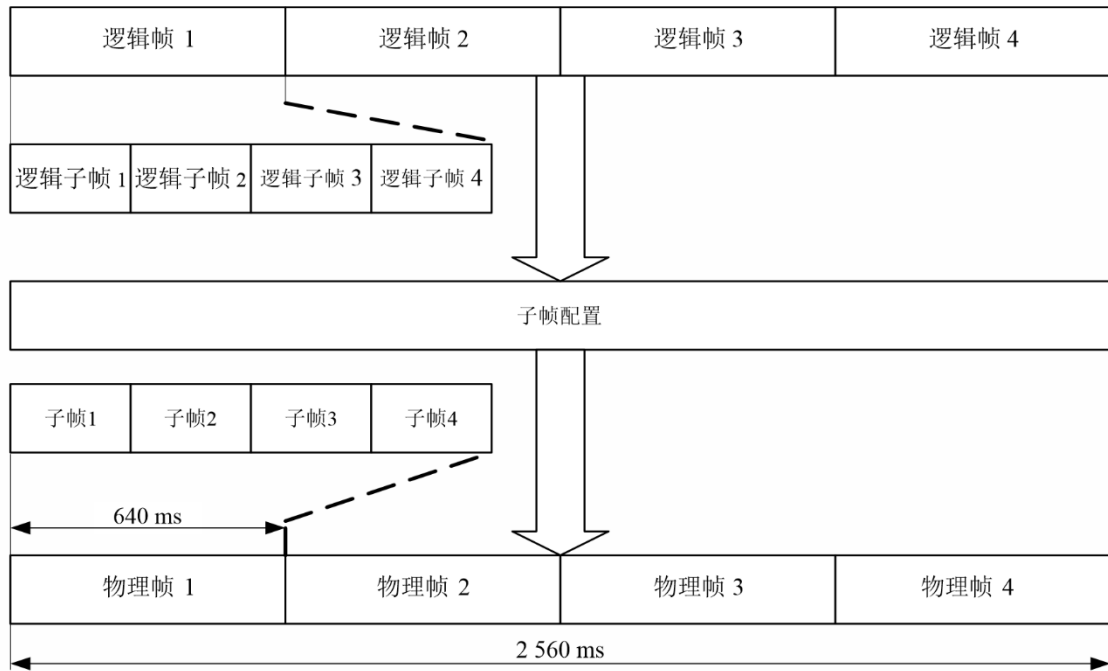 逻辑帧 1 逻辑帧 2 逻辑帧 3 逻辑帧 4
逻辑子帧 1 逻辑子帧 2 逻辑子帧 3 逻辑子帧 4
子帧配置
子帧1 子帧2 子帧3 子帧4
640 ms
物理帧 1 物理帧 2 物理帧 3 物理帧 4
2 560 ms